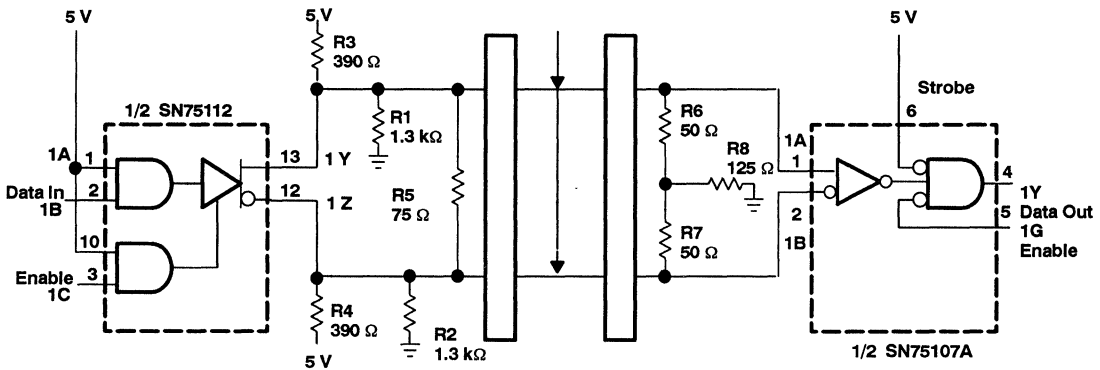 5 V
5 V
5 V
R3
390 Ω
Strobe
6
1/2 SN75112
R1
1.3 kΩ
R6
50 Ω
1A
1
13
1 Y
1A
1
R8
125 Ω
4
1Y
Data In
2
1B
12
1 Z
R5
75 Ω
2
1B
5
Data Out
1G
Enable
10
R7
50 Ω
Enable
3
1C
R4
390 Ω
R2
1.3 kΩ
5 V
1/2 SN75107A